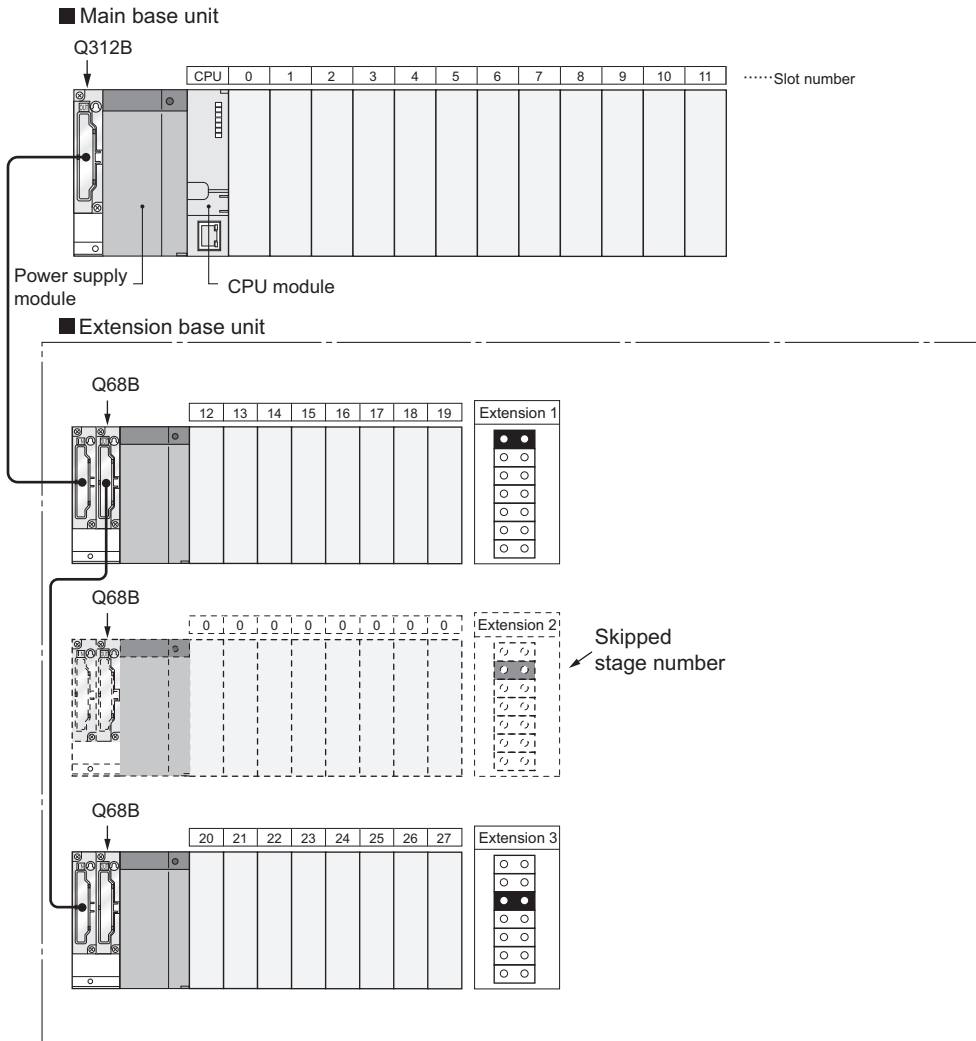 ■ Main base unit
Q312B
CPU 0 1 2 3 4 5 6 7 8 9 10 11 ······Slot number
Power supply
module
CPU module
■ Extension base unit
Q68B
12 13 14 15 16 17 18 19 Extension 1
Q68B
0 0 0 0 0 0 0 0 Extension 2
Skipped
stage number
Q68B
20 21 22 23 24 25 26 27 Extension 3